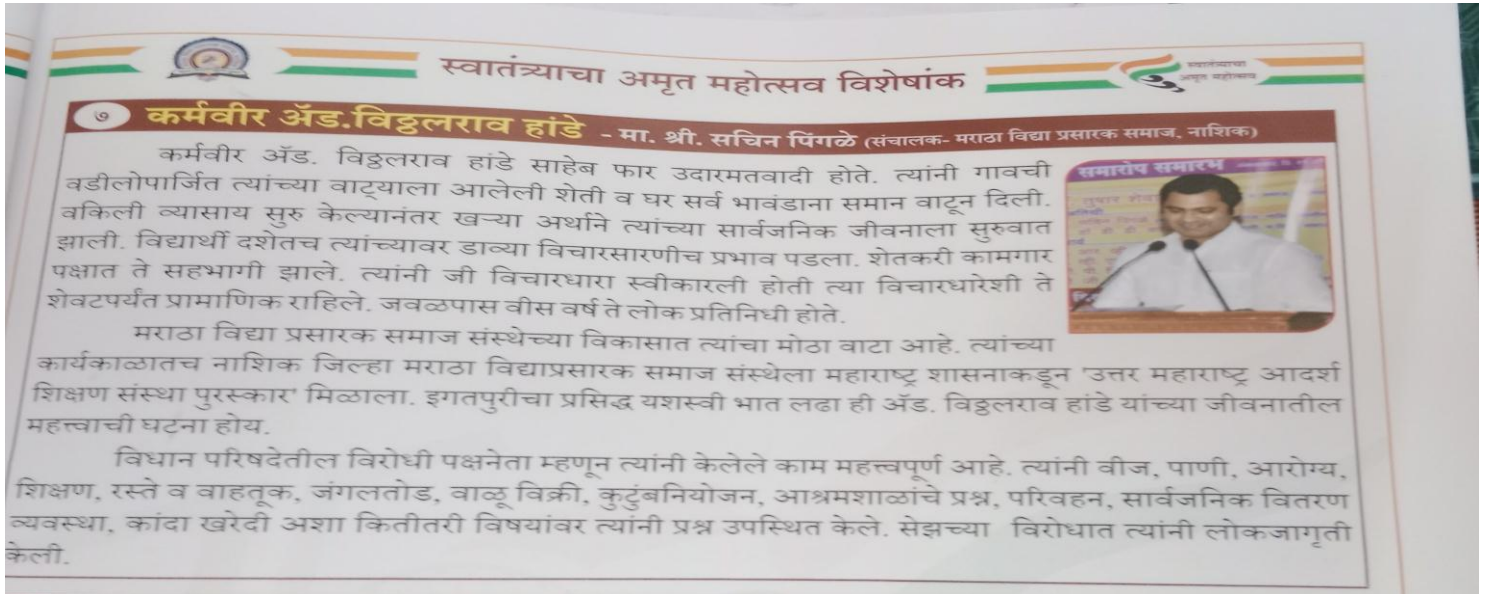 स्वातंत्र्याचा अमृत महोत्सव विशेषांक
स्वातंत्र्याचा
अमृत महोत्सव
७ कर्मवीर ॲड.विठ्ठलराव हांडे - मा. श्री. सचिन पिंगळे (संचालक- मराठा विद्या प्रसारक समाज, नाशिक)
कर्मवीर ॲड. विठ्ठलराव हांडे साहेब फार उदारमतवादी होते. त्यांनी गावची
वडीलोपार्जित त्यांच्या वाट्याला आलेली शेती व घर सर्व भावंडाना समान वाटून दिली.
वकिली व्यासाय सुरु केल्यानंतर खऱ्या अर्थाने त्यांच्या सार्वजनिक जीवनाला सुरुवात
झाली. विद्यार्थी दशेतच त्यांच्यावर डाव्या विचारसारणीच प्रभाव पडला. शेतकरी कामगार
पक्षात ते सहभागी झाले. त्यांनी जी विचारधारा स्वीकारली होती त्या विचारधारेशी ते
शेवटपर्यंत प्रामाणिक राहिले. जवळपास वीस वर्ष ते लोक प्रतिनिधी होते.
समारोप समारंभ
मराठा विद्या प्रसारक समाज संस्थेच्या विकासात त्यांचा मोठा वाटा आहे. त्यांच्या
कार्यकाळातच नाशिक जिल्हा मराठा विद्याप्रसारक समाज संस्थेला महाराष्ट्र शासनाकडून 'उत्तर महाराष्ट्र आदर्श
शिक्षण संस्था पुरस्कार' मिळाला. इगतपुरीचा प्रसिद्ध यशस्वी भात लढा ही ॲड. विठ्ठलराव हांडे यांच्या जीवनातील
महत्त्वाची घटना होय.
विधान परिषदेतील विरोधी पक्षनेता म्हणून त्यांनी केलेले काम महत्त्वपूर्ण आहे. त्यांनी वीज, पाणी, आरोग्य,
शिक्षण, रस्ते व वाहतूक, जंगलतोड, वाळू विक्री, कुटुंबनियोजन, आश्रमशाळांचे प्रश्न, परिवहन, सार्वजनिक वितरण
व्यवस्था, कांदा खरेदी अशा कितीतरी विषयांवर त्यांनी प्रश्न उपस्थित केले. सेझच्या विरोधात त्यांनी लोकजागृती
केली.